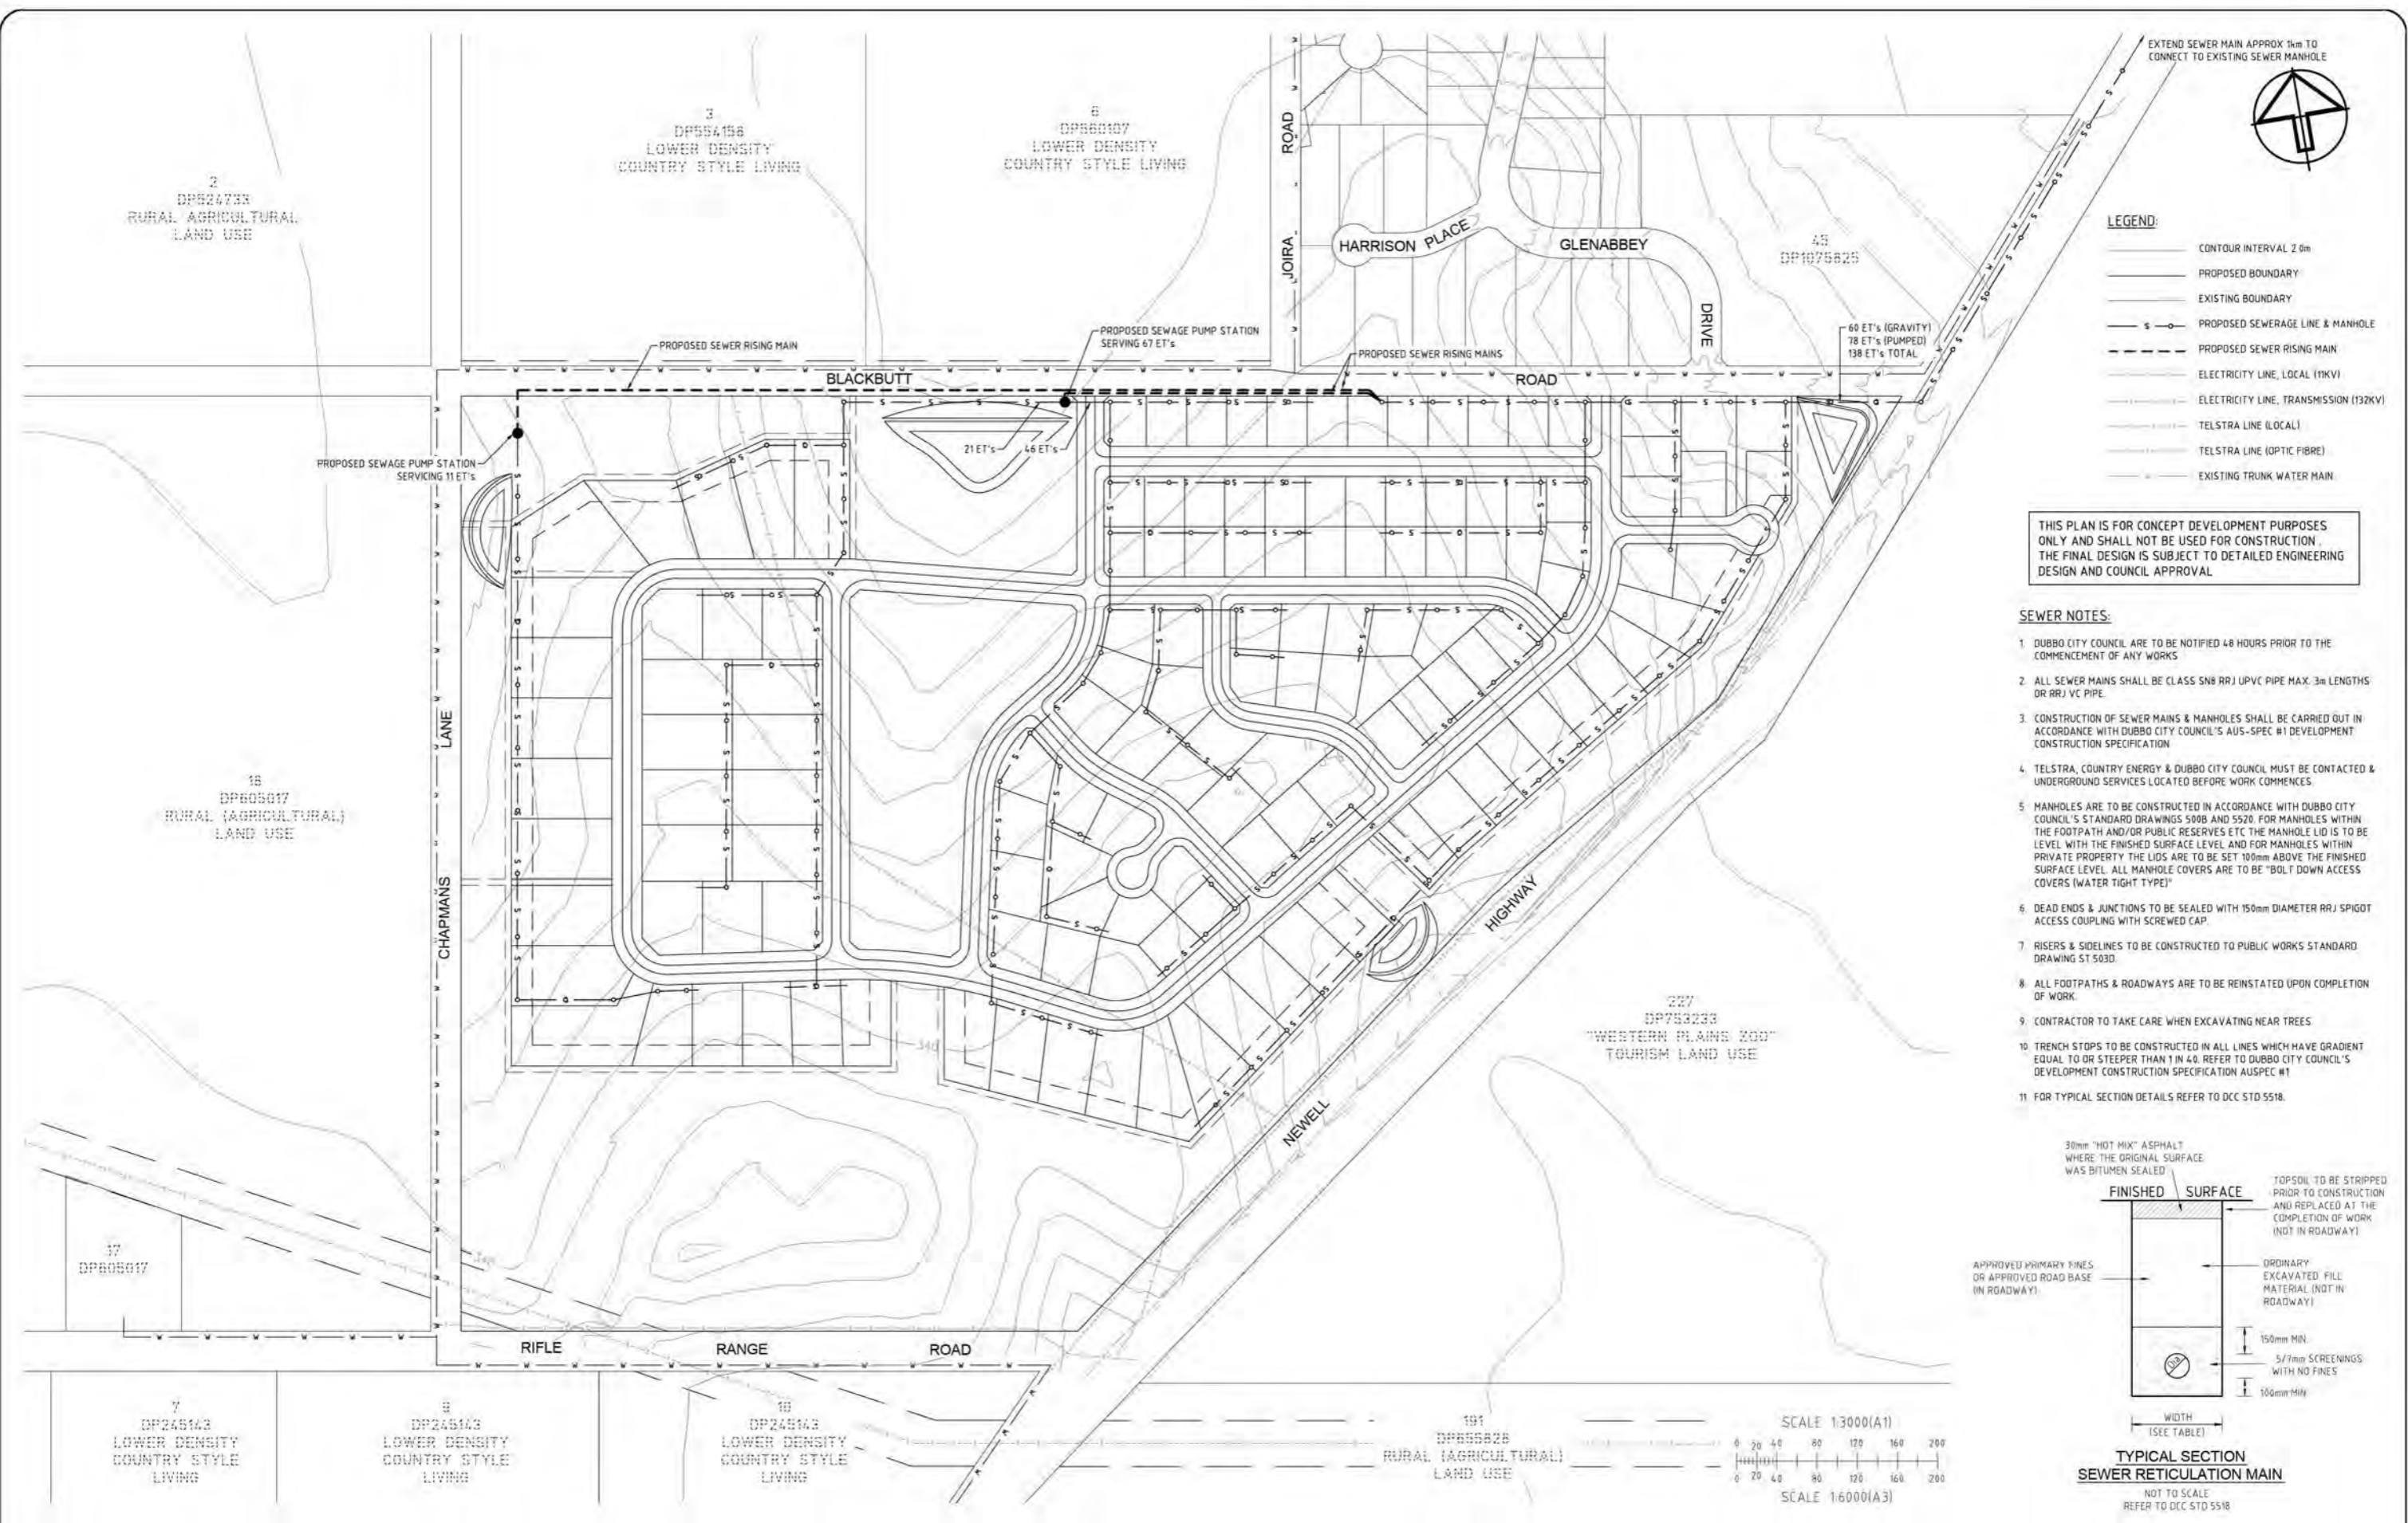 EXTEND SEWER MAIN APPROX 1km TO
CONNECT TO EXISTING SEWER MANHOLE
2
DP524733
RURAL AGRICULTURAL
LAND USE
3
DP554158
LOWER DENSITY
COUNTRY STYLE LIVING
6
DP580107
LOWER DENSITY
COUNTRY STYLE LIVING
JOIRA ROAD
HARRISON PLACE
GLENABBEY
DRIVE
45
DP1075825
60 ET's (GRAVITY)
78 ET's (PUMPED)
138 ET's TOTAL
PROPOSED SEWER RISING MAIN
PROPOSED SEWAGE PUMP STATION
SERVING 67 ET's
PROPOSED SEWER RISING MAINS
BLACKBUTT ROAD
21 ET's
46 ET's
PROPOSED SEWAGE PUMP STATION
SERVICING 11 ET's
CHAPMANS LANE
18
DP605017
RURAL (AGRICULTURAL)
LAND USE
340
NEWELL HIGHWAY
227
DP753233
"WESTERN PLAINS ZOO"
TOURISM LAND USE
17
DP605017
RIFLE RANGE ROAD
7
DP245143
LOWER DENSITY
COUNTRY STYLE
LIVING
9
DP245143
LOWER DENSITY
COUNTRY STYLE
LIVING
10
DP245143
LOWER DENSITY
COUNTRY STYLE
LIVING
191
DP655828
RURAL (AGRICULTURAL)
LAND USE
SCALE 1:3000(A1)
0 20 40 80 120 160 200
0 20 40 80 120 160 200
SCALE 1:6000(A3)
LEGEND:
CONTOUR INTERVAL 2.0m
PROPOSED BOUNDARY
EXISTING BOUNDARY
S PROPOSED SEWERAGE LINE & MANHOLE
PROPOSED SEWER RISING MAIN
ELECTRICITY LINE, LOCAL (11KV)
ELECTRICITY LINE, TRANSMISSION (132KV)
TELSTRA LINE (LOCAL)
TELSTRA LINE (OPTIC FIBRE)
EXISTING TRUNK WATER MAIN
THIS PLAN IS FOR CONCEPT DEVELOPMENT PURPOSES
ONLY AND SHALL NOT BE USED FOR CONSTRUCTION.
THE FINAL DESIGN IS SUBJECT TO DETAILED ENGINEERING
DESIGN AND COUNCIL APPROVAL
SEWER NOTES:
1. DUBBO CITY COUNCIL ARE TO BE NOTIFIED 48 HOURS PRIOR TO THE
COMMENCEMENT OF ANY WORKS
2. ALL SEWER MAINS SHALL BE CLASS SN8 RRJ UPVC PIPE MAX. 3m LENGTHS
OR RRJ VC PIPE.
3. CONSTRUCTION OF SEWER MAINS & MANHOLES SHALL BE CARRIED OUT IN
ACCORDANCE WITH DUBBO CITY COUNCIL'S AUS-SPEC #1 DEVELOPMENT
CONSTRUCTION SPECIFICATION
4. TELSTRA, COUNTRY ENERGY & DUBBO CITY COUNCIL MUST BE CONTACTED &
UNDERGROUND SERVICES LOCATED BEFORE WORK COMMENCES.
5. MANHOLES ARE TO BE CONSTRUCTED IN ACCORDANCE WITH DUBBO CITY
COUNCIL'S STANDARD DRAWINGS 5008 AND 5520. FOR MANHOLES WITHIN
THE FOOTPATH AND/OR PUBLIC RESERVES ETC THE MANHOLE LID IS TO BE
LEVEL WITH THE FINISHED SURFACE LEVEL AND FOR MANHOLES WITHIN
PRIVATE PROPERTY THE LIDS ARE TO BE SET 100mm ABOVE THE FINISHED
SURFACE LEVEL. ALL MANHOLE COVERS ARE TO BE "BOLT DOWN ACCESS
COVERS (WATER TIGHT TYPE)"
6. DEAD ENDS & JUNCTIONS TO BE SEALED WITH 150mm DIAMETER RRJ SPIGOT
ACCESS COUPLING WITH SCREWED CAP.
7. RISERS & SIDELINES TO BE CONSTRUCTED TO PUBLIC WORKS STANDARD
DRAWING ST 503D.
8. ALL FOOTPATHS & ROADWAYS ARE TO BE REINSTATED UPON COMPLETION
OF WORK.
9. CONTRACTOR TO TAKE CARE WHEN EXCAVATING NEAR TREES
10. TRENCH STOPS TO BE CONSTRUCTED IN ALL LINES WHICH HAVE GRADIENT
EQUAL TO OR STEEPER THAN 1 IN 40. REFER TO DUBBO CITY COUNCIL'S
DEVELOPMENT CONSTRUCTION SPECIFICATION AUSPEC #1
11. FOR TYPICAL SECTION DETAILS REFER TO DCC STD 5518.
30mm "HOT MIX" ASPHALT
WHERE THE ORIGINAL SURFACE
WAS BITUMEN SEALED
FINISHED SURFACE
TOPSOIL TO BE STRIPPED
PRIOR TO CONSTRUCTION
AND REPLACED AT THE
COMPLETION OF WORK
(NOT IN ROADWAY)
APPROVED PRIMARY FINES
OR APPROVED ROAD BASE
(IN ROADWAY)
ORDINARY
EXCAVATED FILL
MATERIAL (NOT IN
ROADWAY)
150mm MIN.
5/7mm SCREENINGS
WITH NO FINES
Dia
100mm MIN
WIDTH
(SEE TABLE)
TYPICAL SECTION
SEWER RETICULATION MAIN
NOT TO SCALE
REFER TO DCC STD 5518